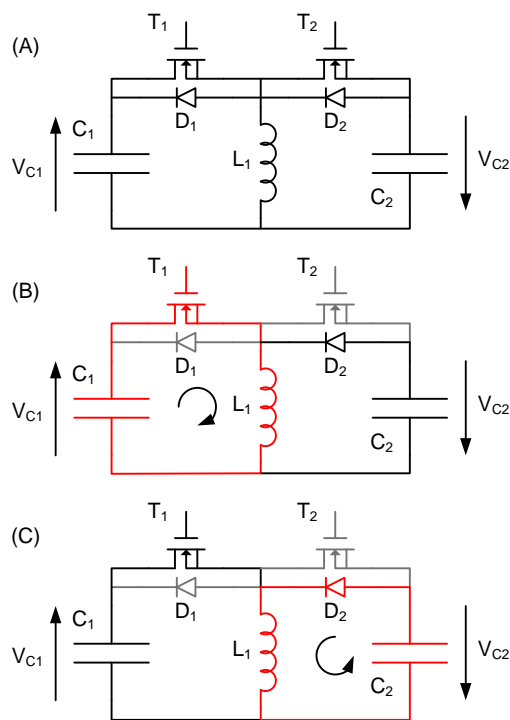 T1 T2
(A)
D1 D2
C1
VC1 L1 VC2
C2
T1 T2
(B)
D1 D2
C1
VC1 L1 VC2
C2
T1 T2
(C)
D1 D2
C1
VC1 L1 VC2
C2